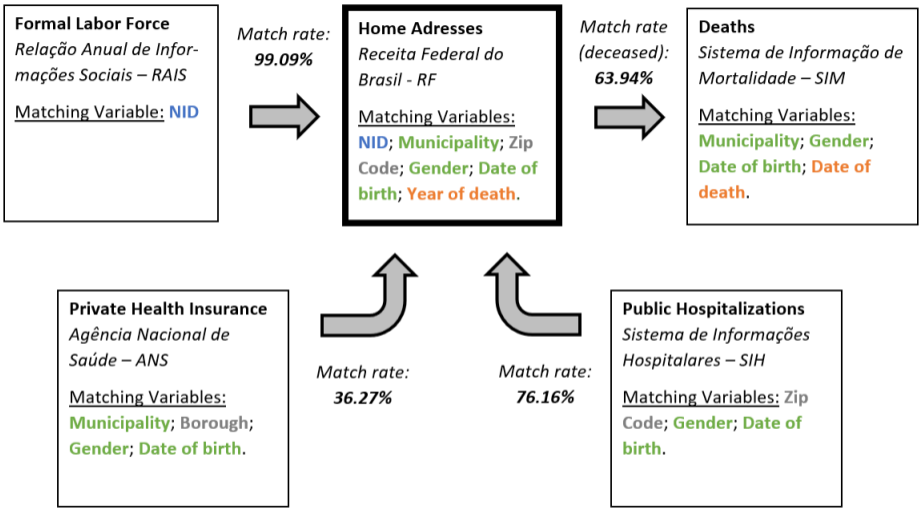 Formal Labor Force
Relação Anual de Infor-
mações Sociais – RAIS
Matching Variable: NID
Match rate:
99.09%
Home Adresses
Receita Federal do
Brasil - RF
Matching Variables:
NID; Municipality; Zip
Code; Gender; Date of
birth; Year of death.
Match rate
(deceased):
63.94%
Deaths
Sistema de Informação de
Mortalidade – SIM
Matching Variables:
Municipality; Gender;
Date of birth; Date of
death.
Private Health Insurance
Agência Nacional de
Saúde – ANS
Matching Variables:
Municipality; Borough;
Gender; Date of birth.
Match rate:
36.27%
Match rate:
76.16%
Public Hospitalizations
Sistema de Informações
Hospitalares – SIH
Matching Variables: Zip
Code; Gender; Date of
birth.